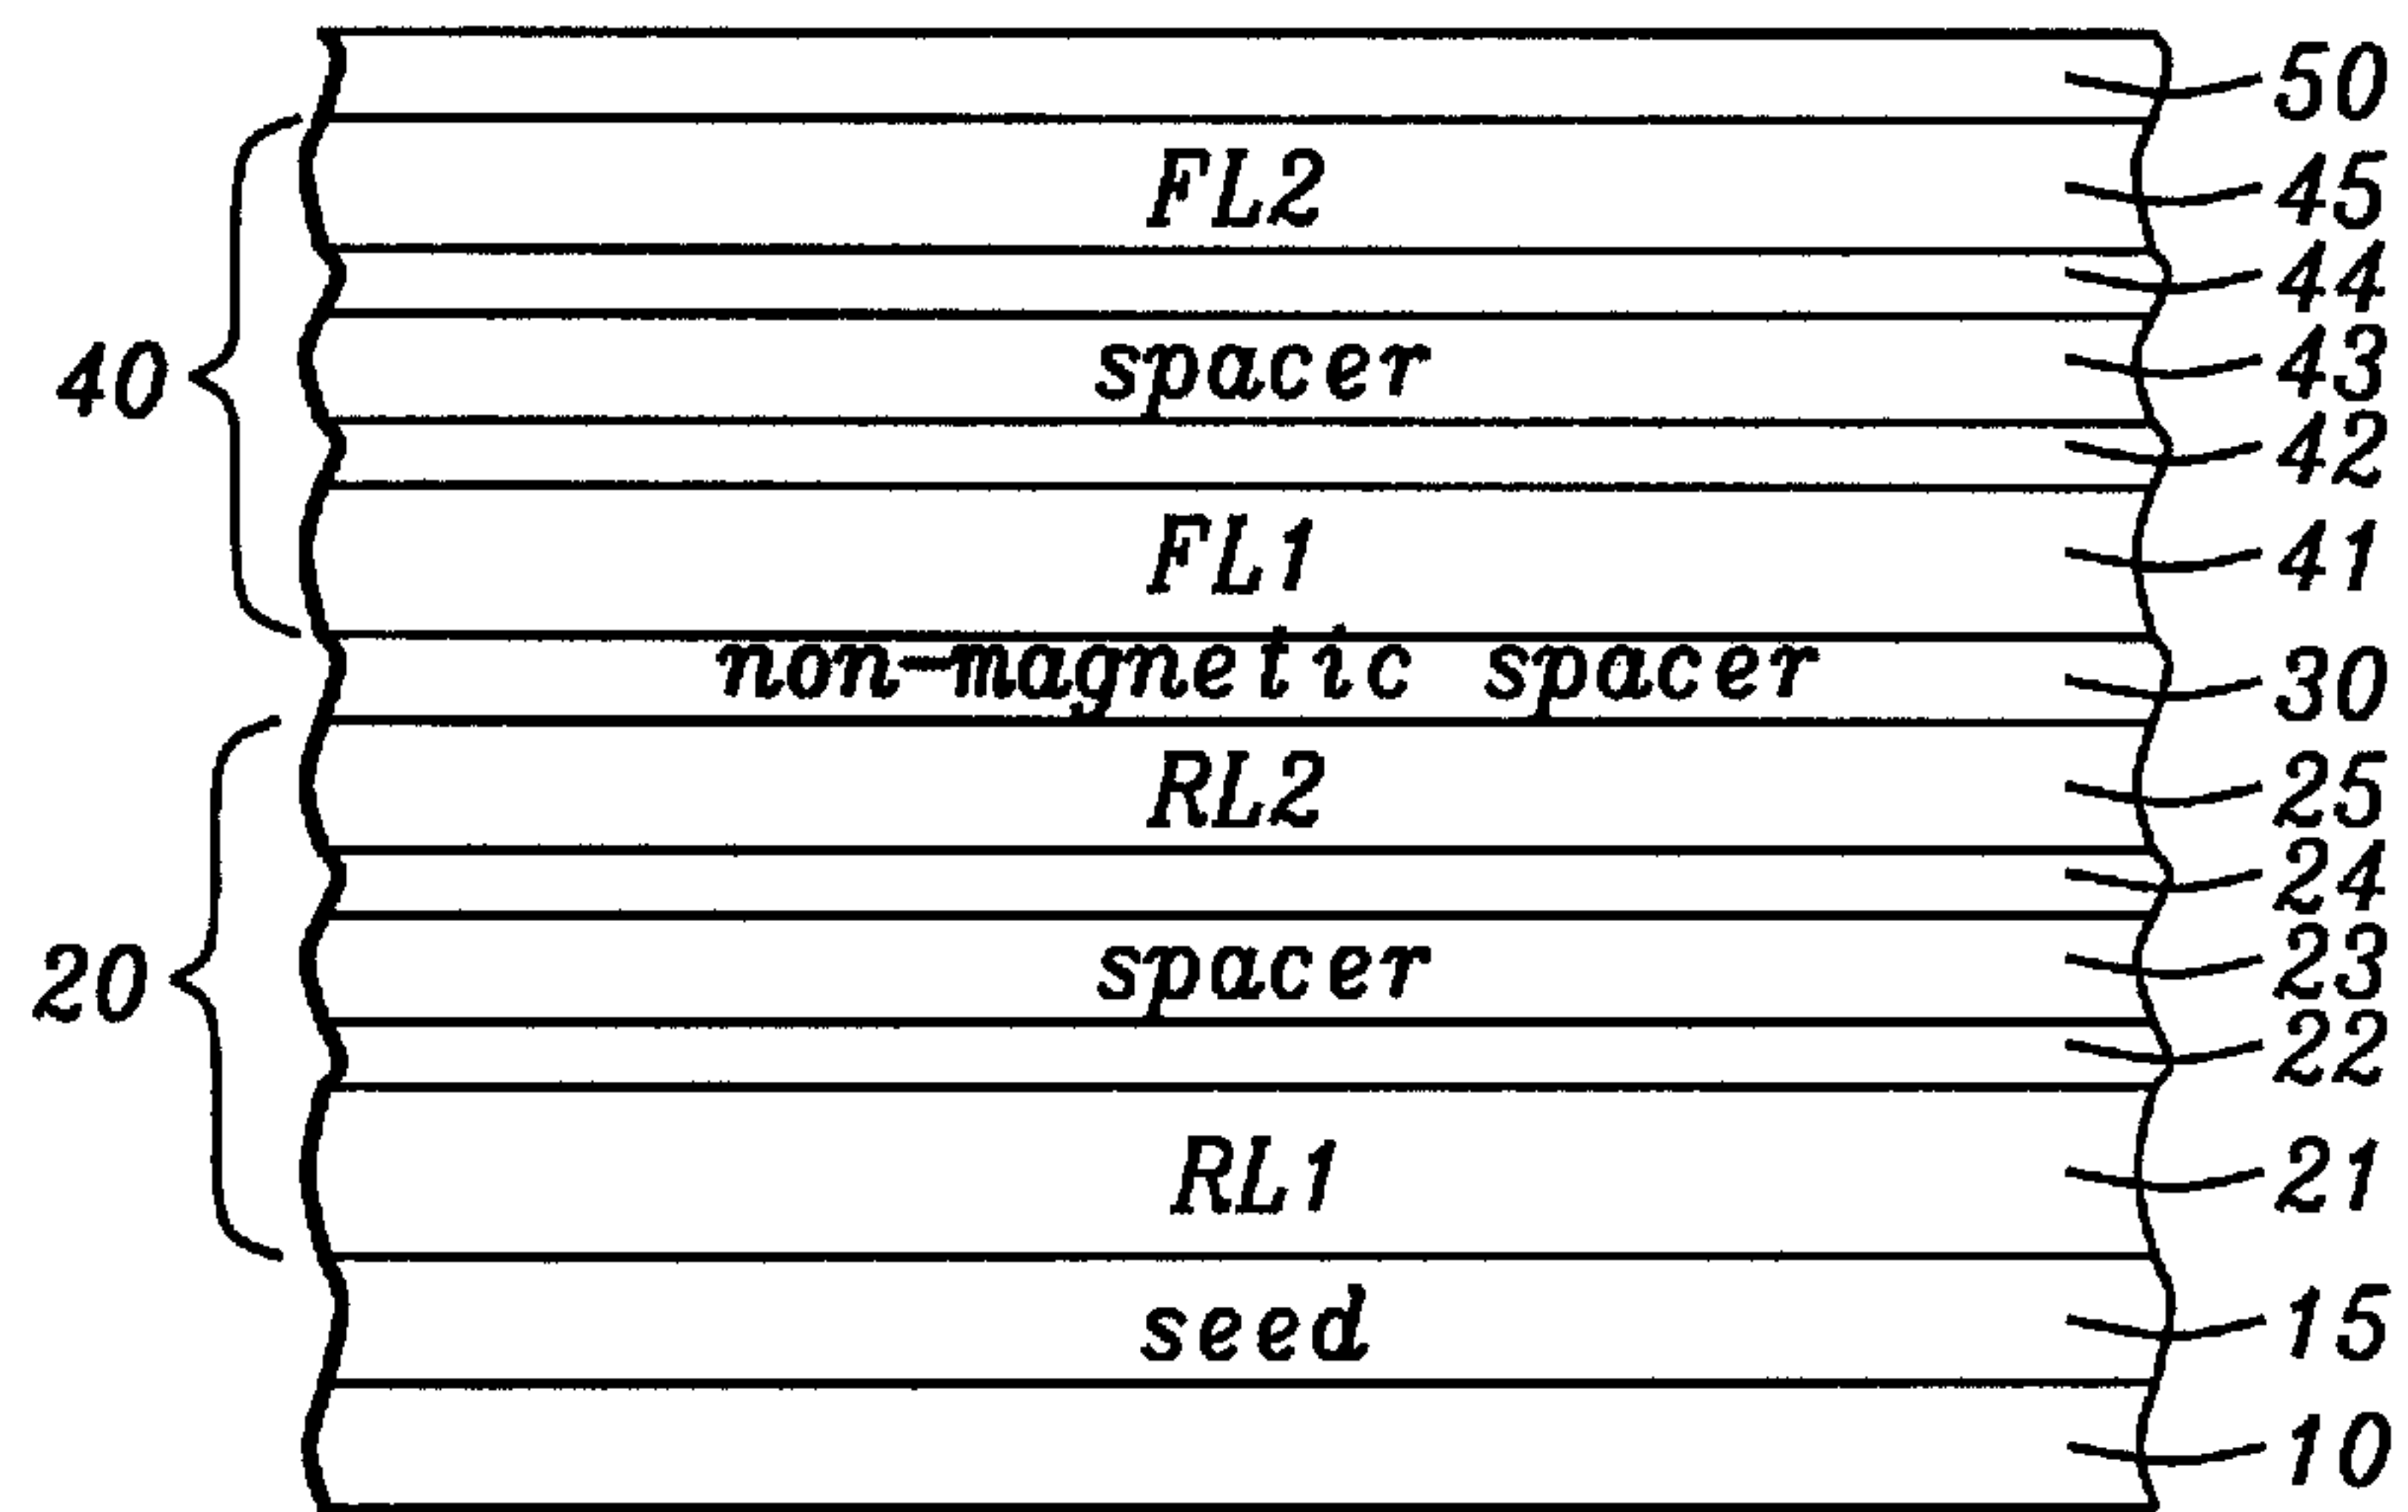 50
FL2 45
44
40 spacer 43
42
FL1 41
non-magnetic spacer 30
RL2 25
24
20 spacer 23
22
RL1 21
seed 15
10